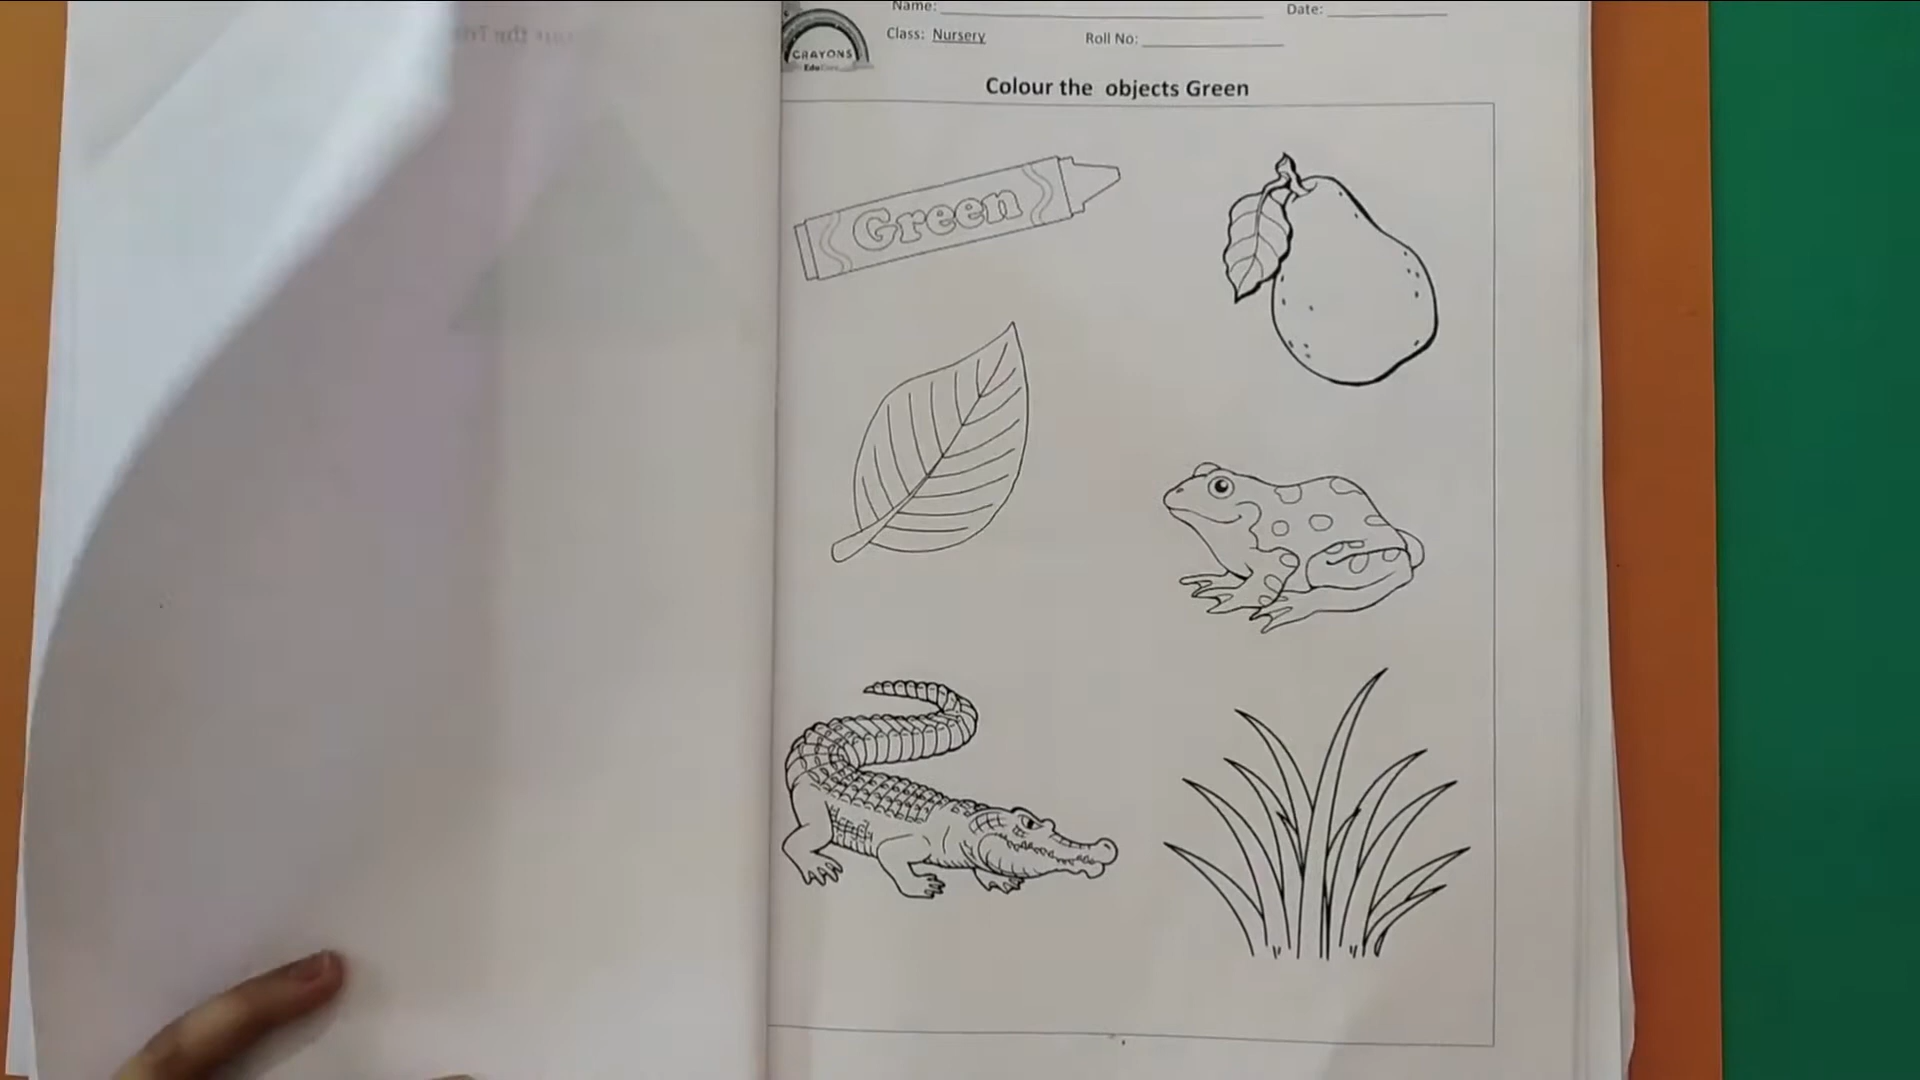 Name: Date:
CRAYONS
Class: Nursery Roll No:
Colour the objects Green
Green